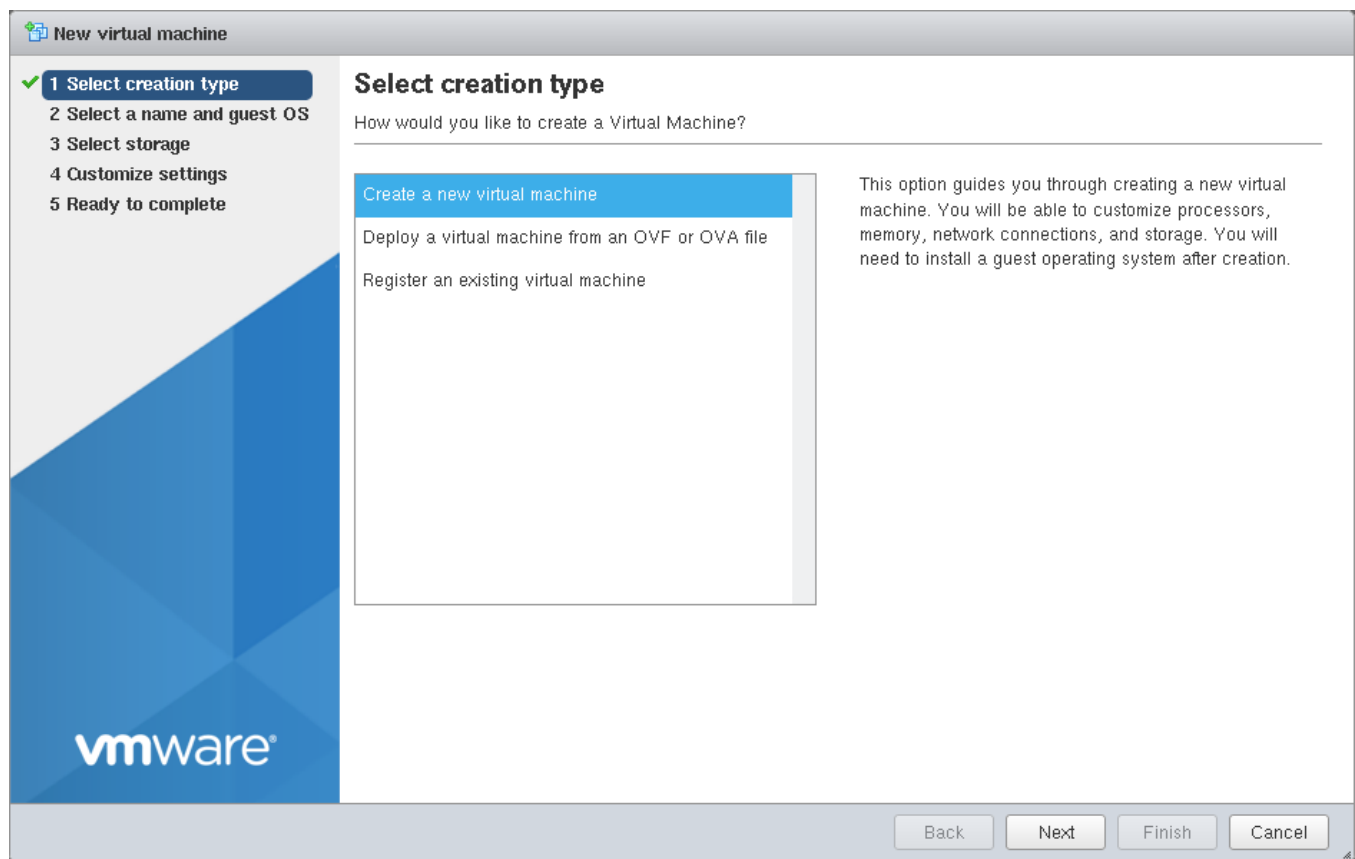 New virtual machine
1 Select creation type
2 Select a name and guest OS
3 Select storage
4 Customize settings
5 Ready to complete
Select creation type
How would you like to create a Virtual Machine?
Create a new virtual machine
Deploy a virtual machine from an OVF or OVA file
Register an existing virtual machine
This option guides you through creating a new virtual
machine. You will be able to customize processors,
memory, network connections, and storage. You will
need to install a guest operating system after creation.
vmware®
Back Next Finish Cancel